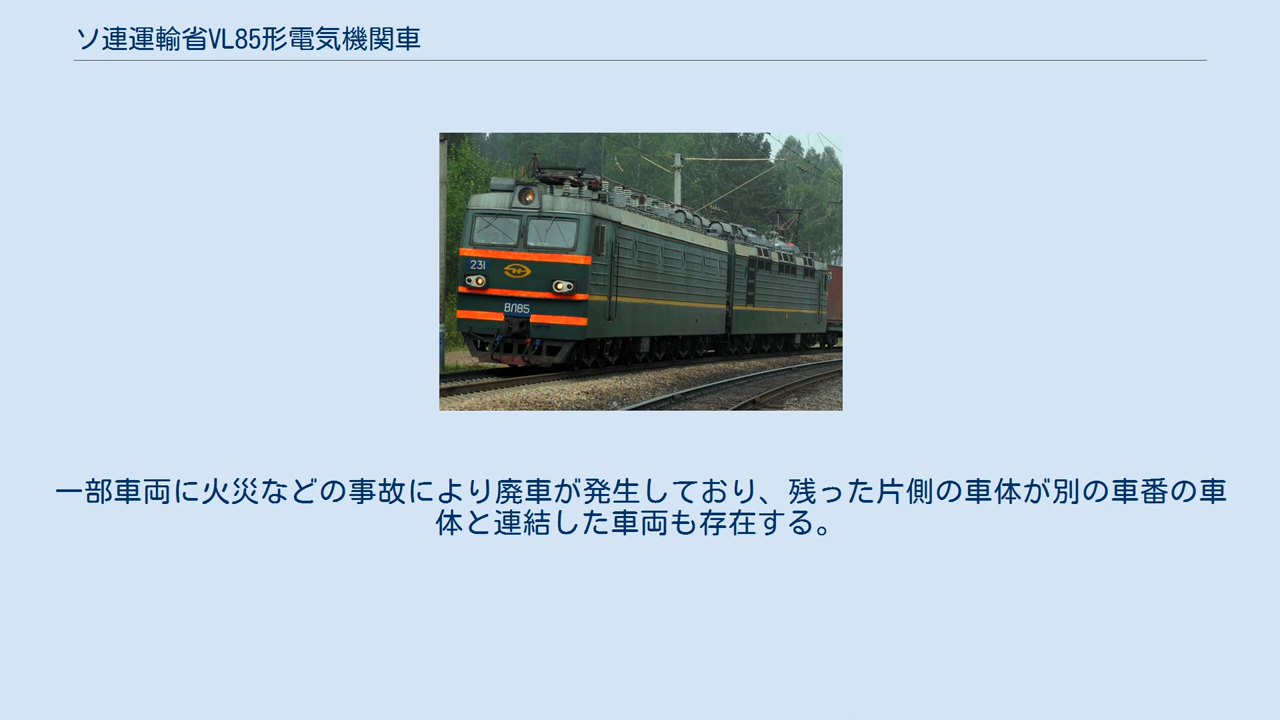 ソ連運輸省VL85形電気機関車
231
ВЛ85
一部車両に火災などの事故により廃車が発生しており、残った片側の車体が別の車番の車
体と連結した車両も存在する。